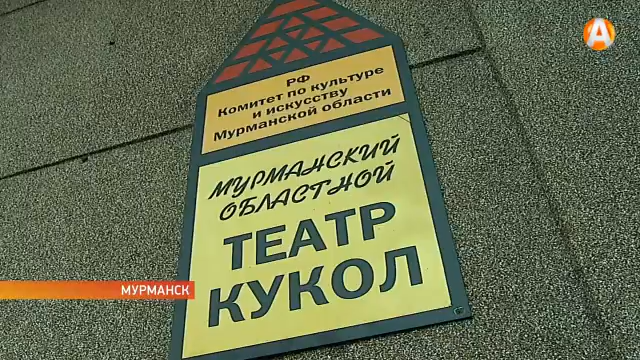 А
РФ
Комитет по культуре
и искусству
Мурманской области
МУРМАНСКИЙ
ОБЛАСТНОЙ
ТЕАТР
КУКОЛ
МУРМАНСК